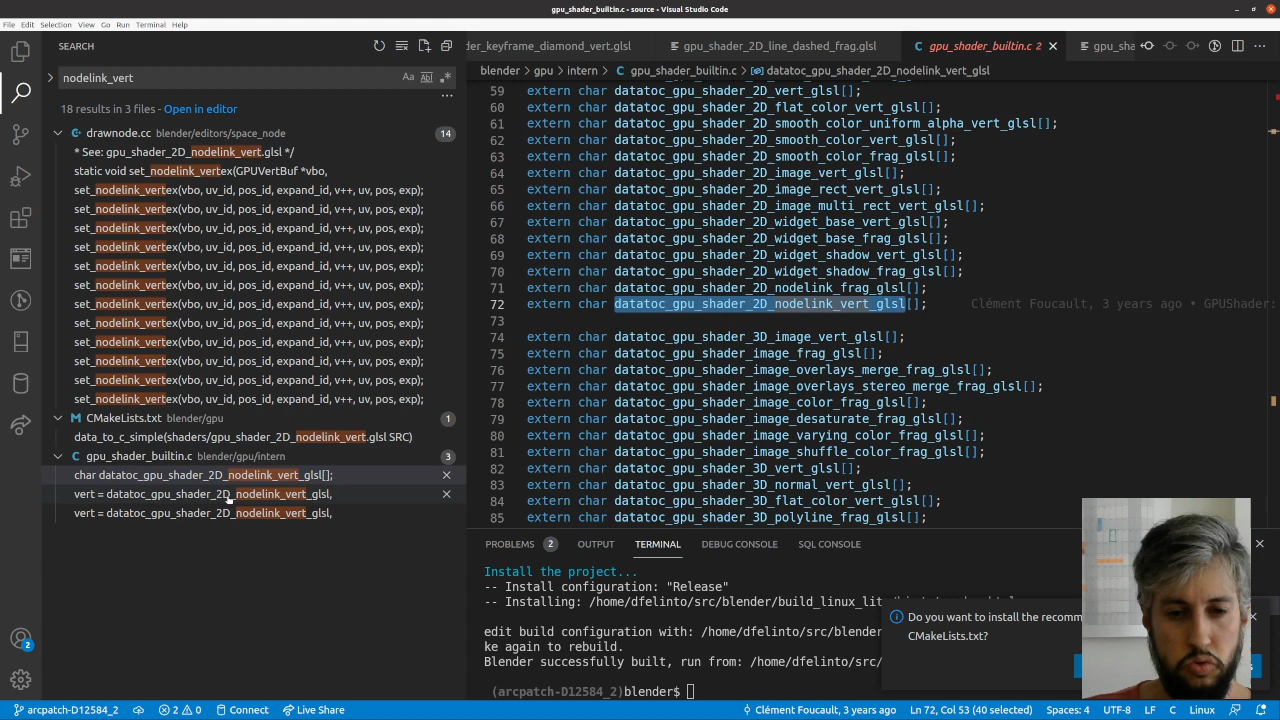 gpu_shader_builtin.c - source - Visual Studio Code
File Edit Selection View Go Run Terminal Help
SEARCH
nodelink_vert
18 results in 3 files - Open in editor
drawnode.cc blender/editors/space_node 14
* See: gpu_shader_2D_nodelink_vert.glsl */
static void set_nodelink_vertex(GPUVertBuf *vbo,
set_nodelink_vertex(vbo, uv_id, pos_id, expand_id, v++, uv, pos, exp);
set_nodelink_vertex(vbo, uv_id, pos_id, expand_id, v++, uv, pos, exp);
set_nodelink_vertex(vbo, uv_id, pos_id, expand_id, v++, uv, pos, exp);
set_nodelink_vertex(vbo, uv_id, pos_id, expand_id, v++, uv, pos, exp);
set_nodelink_vertex(vbo, uv_id, pos_id, expand_id, v++, uv, pos, exp);
set_nodelink_vertex(vbo, uv_id, pos_id, expand_id, v++, uv, pos, exp);
set_nodelink_vertex(vbo, uv_id, pos_id, expand_id, v++, uv, pos, exp);
set_nodelink_vertex(vbo, uv_id, pos_id, expand_id, v++, uv, pos, exp);
set_nodelink_vertex(vbo, uv_id, pos_id, expand_id, v++, uv, pos, exp);
set_nodelink_vertex(vbo, uv_id, pos_id, expand_id, v++, uv, pos, exp);
set_nodelink_vertex(vbo, uv_id, pos_id, expand_id, v++, uv, pos, exp);
set_nodelink_vertex(vbo, uv_id, pos_id, expand_id, v++, uv, pos, exp);
CMakeLists.txt blender/gpu 1
data_to_c_simple(shaders/gpu_shader_2D_nodelink_vert.glsl SRC)
gpu_shader_builtin.c blender/gpu/intern 3
char datatoc_gpu_shader_2D_nodelink_vert_glsl[];
vert = datatoc_gpu_shader_2D_nodelink_vert_glsl,
vert = datatoc_gpu_shader_2D_nodelink_vert_glsl,
der_keyframe_diamond_vert.glsl gpu_shader_2D_line_dashed_frag.glsl gpu_shader_builtin.c 2 gpu_sha
blender > gpu > intern > gpu_shader_builtin.c > datatoc_gpu_shader_2D_nodelink_vert_glsl
59 extern char datatoc_gpu_shader_2D_vert_glsl[];
60 extern char datatoc_gpu_shader_2D_flat_color_vert_glsl[];
61 extern char datatoc_gpu_shader_2D_smooth_color_uniform_alpha_vert_glsl[];
62 extern char datatoc_gpu_shader_2D_smooth_color_vert_glsl[];
63 extern char datatoc_gpu_shader_2D_smooth_color_frag_glsl[];
64 extern char datatoc_gpu_shader_2D_image_vert_glsl[];
65 extern char datatoc_gpu_shader_2D_image_rect_vert_glsl[];
66 extern char datatoc_gpu_shader_2D_image_multi_rect_vert_glsl[];
67 extern char datatoc_gpu_shader_2D_widget_base_vert_glsl[];
68 extern char datatoc_gpu_shader_2D_widget_base_frag_glsl[];
69 extern char datatoc_gpu_shader_2D_widget_shadow_vert_glsl[];
70 extern char datatoc_gpu_shader_2D_widget_shadow_frag_glsl[];
71 extern char datatoc_gpu_shader_2D_nodelink_frag_glsl[];
72 extern char datatoc_gpu_shader_2D_nodelink_vert_glsl[]; Clément Foucault, 3 years ago • GPUShader:
73
74 extern char datatoc_gpu_shader_3D_image_vert_glsl[];
75 extern char datatoc_gpu_shader_image_frag_glsl[];
76 extern char datatoc_gpu_shader_image_overlays_merge_frag_glsl[];
77 extern char datatoc_gpu_shader_image_overlays_stereo_merge_frag_glsl[];
78 extern char datatoc_gpu_shader_image_color_frag_glsl[];
79 extern char datatoc_gpu_shader_image_desaturate_frag_glsl[];
80 extern char datatoc_gpu_shader_image_varying_color_frag_glsl[];
81 extern char datatoc_gpu_shader_image_shuffle_color_frag_glsl[];
82 extern char datatoc_gpu_shader_3D_vert_glsl[];
83 extern char datatoc_gpu_shader_3D_normal_vert_glsl[];
84 extern char datatoc_gpu_shader_3D_flat_color_vert_glsl[];
85 extern char datatoc_gpu_shader_3D_polyline_frag_glsl[];
PROBLEMS 2 OUTPUT TERMINAL DEBUG CONSOLE SQL CONSOLE
Install the project...
-- Install configuration: "Release"
-- Installing: /home/dfelinto/src/blender/build_linux_lit
edit build configuration with: /home/dfelinto/src/blender
ke again to rebuild.
Blender successfully built, run from: /home/dfelinto/src/
(arcpatch-D12584_2)blender$
Do you want to install the recomm
CMakeLists.txt?
2
arcpatch-D12584_2 2 0 Connect Live Share Clément Foucault, 3 years ago Ln 72, Col 53 (40 selected) Spaces: 4 UTF-8 LF C Linux